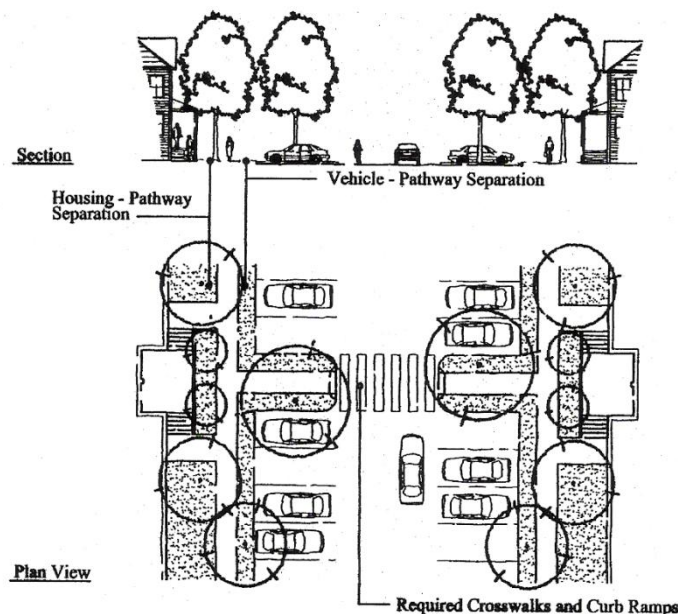 Section
Vehicle - Pathway Separation
Housing - Pathway
Separation
Plan View
Required Crosswalks and Curb Ramps